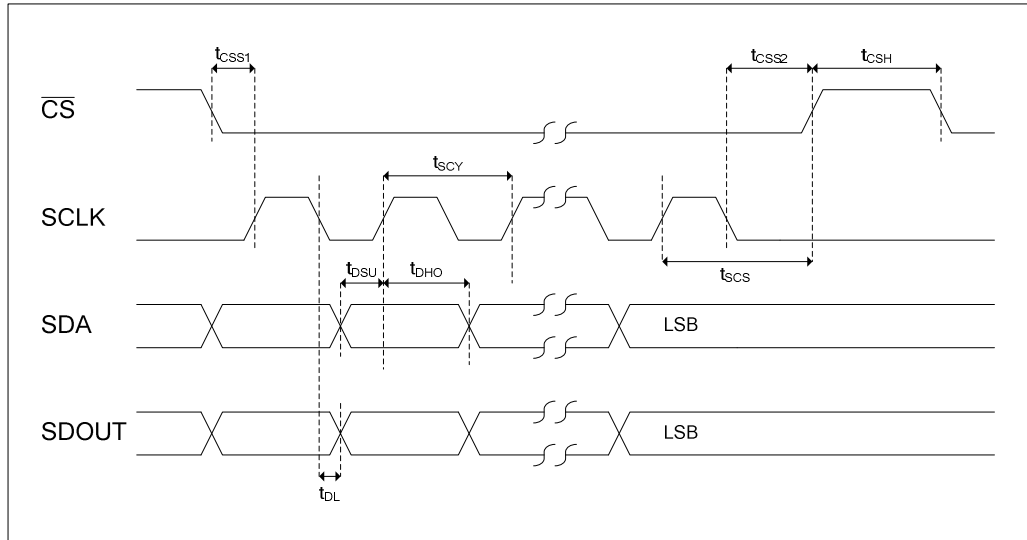 tCSS1
tCSS2
tCSH
CS
tSCY
SCLK
tSCS
tDSU
tDHO
SDA
LSB
SDOUT
LSB
tDL